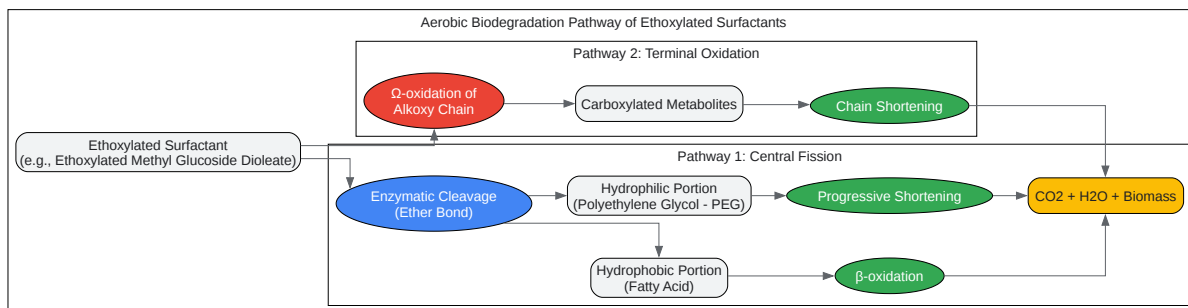 Aerobic Biodegradation Pathway of Ethoxylated Surfactants
Pathway 2: Terminal Oxidation
Ω-oxidation of
Alkoxy Chain
Carboxylated Metabolites
Chain Shortening
Ethoxylated Surfactant
(e.g., Ethoxylated Methyl Glucoside Dioleate)
Pathway 1: Central Fission
Enzymatic Cleavage
(Ether Bond)
Hydrophilic Portion
(Polyethylene Glycol - PEG)
Progressive Shortening
CO2 + H2O + Biomass
Hydrophobic Portion
(Fatty Acid)
β-oxidation